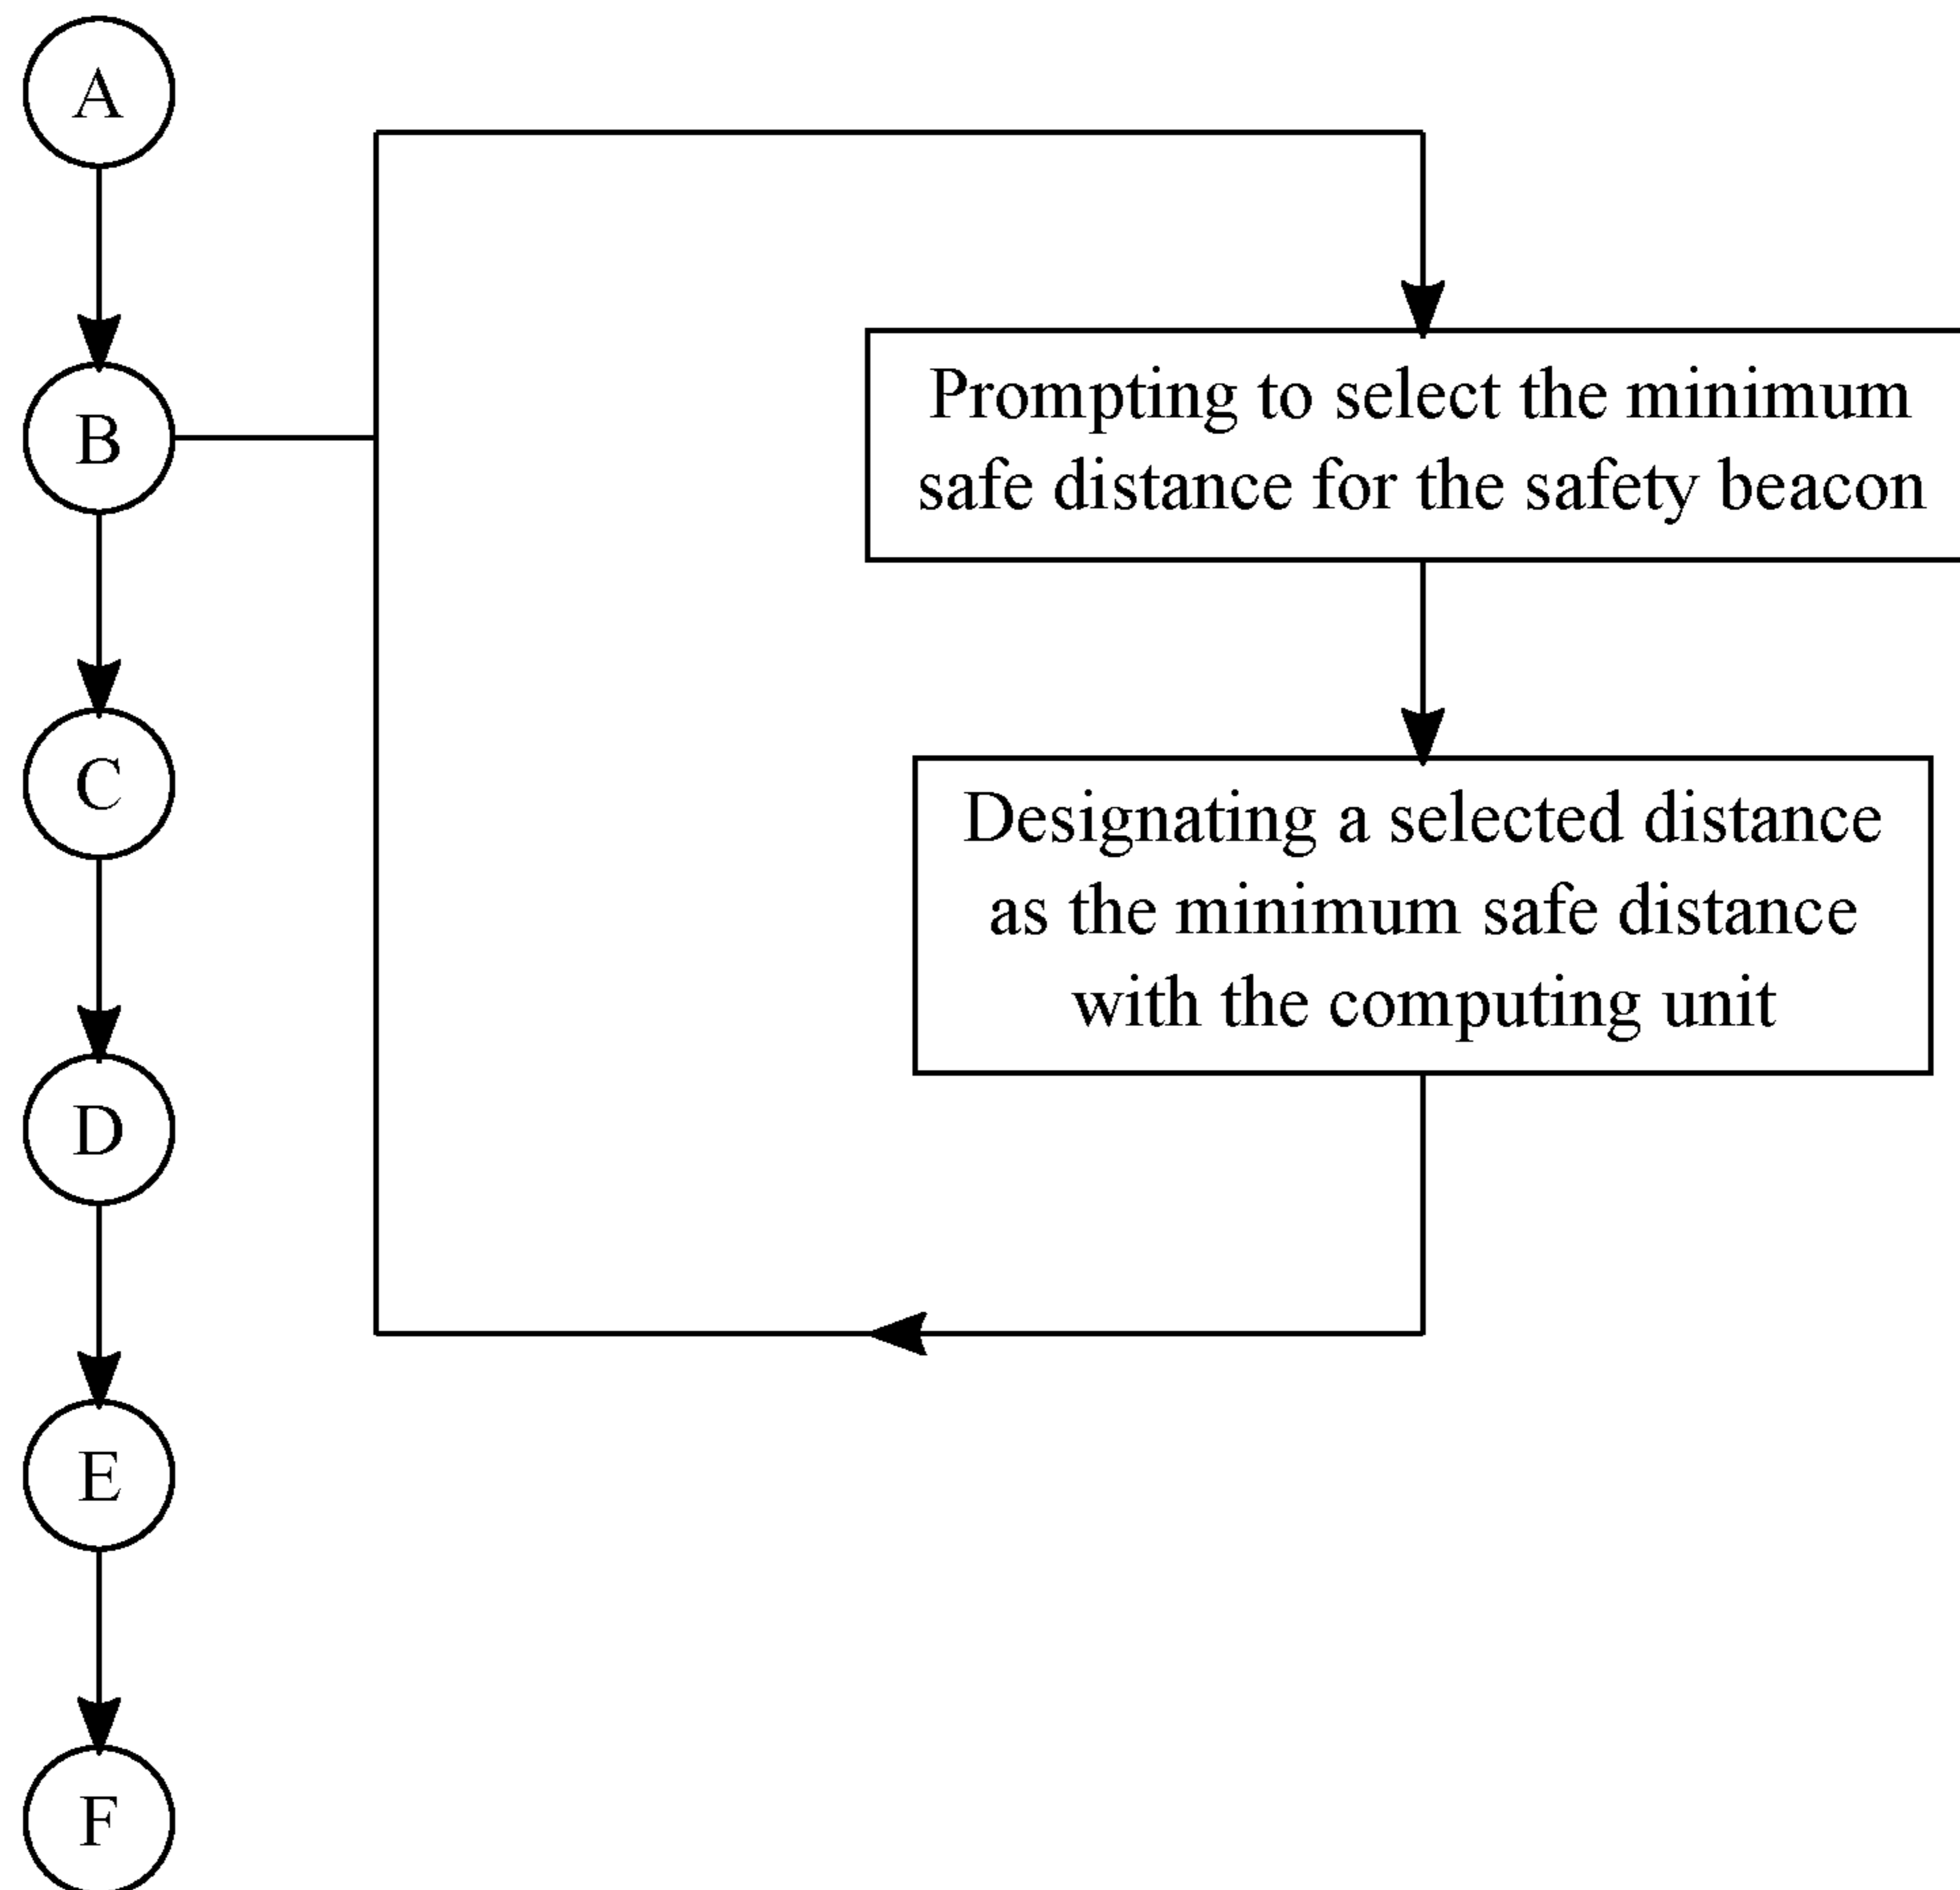 A
B
C
D
E
F
Prompting to select the minimum
safe distance for the safety beacon
Designating a selected distance
as the minimum safe distance
with the computing unit